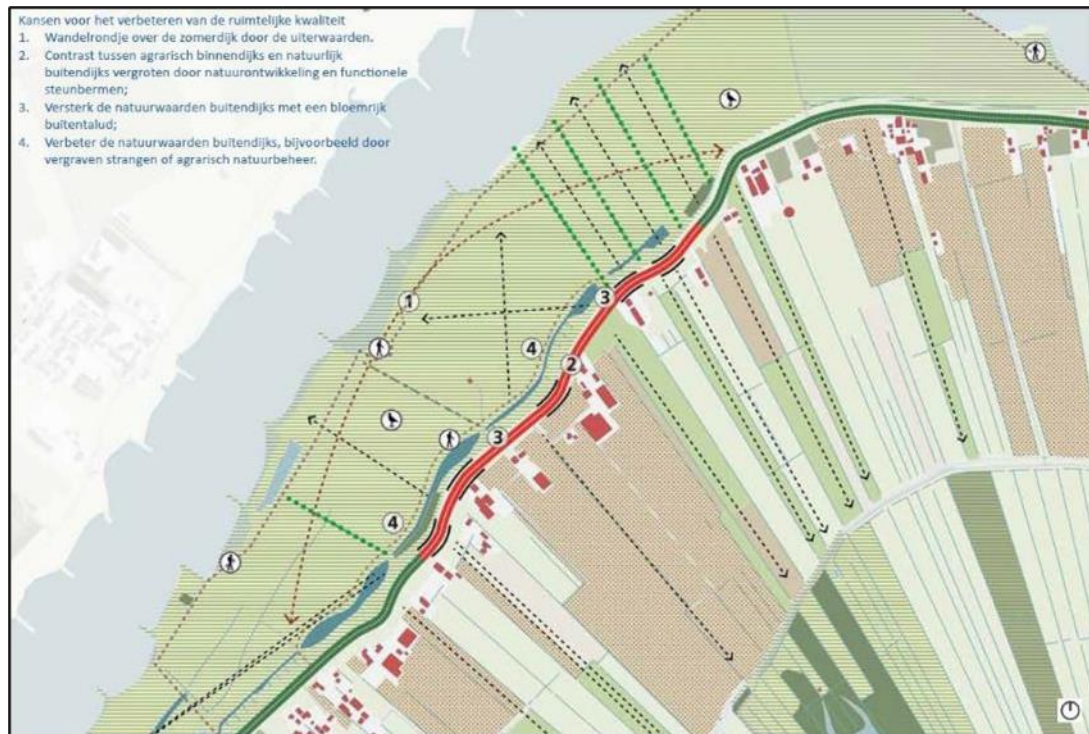 Kansen voor het verbeteren van de ruimtelijke kwaliteit
1. Wandelrondje over de zomerdijk door de uiterwaarden.
2. Contrast tussen agrarisch binnendijks en natuurlijk
buitendijks vergroten door natuurontwikkeling en functionele
steunbermen;
3. Versterk de natuurwaarden buitendijks met een bloemrijk
buitentalud;
4. Verbeter de natuurwaarden buitendijks, bijvoorbeeld door
vergraven strangen of agrarisch natuurbeheer.
3
1
4
2
3
4